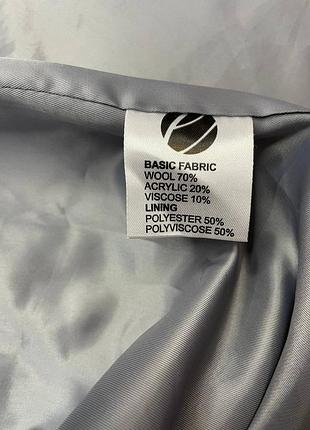 BASIC FABRIC
WOOL 70%
ACRYLIC 20%
VISCOSE 10%
LINING
POLYESTER 50%
POLYVISCOSE 50%